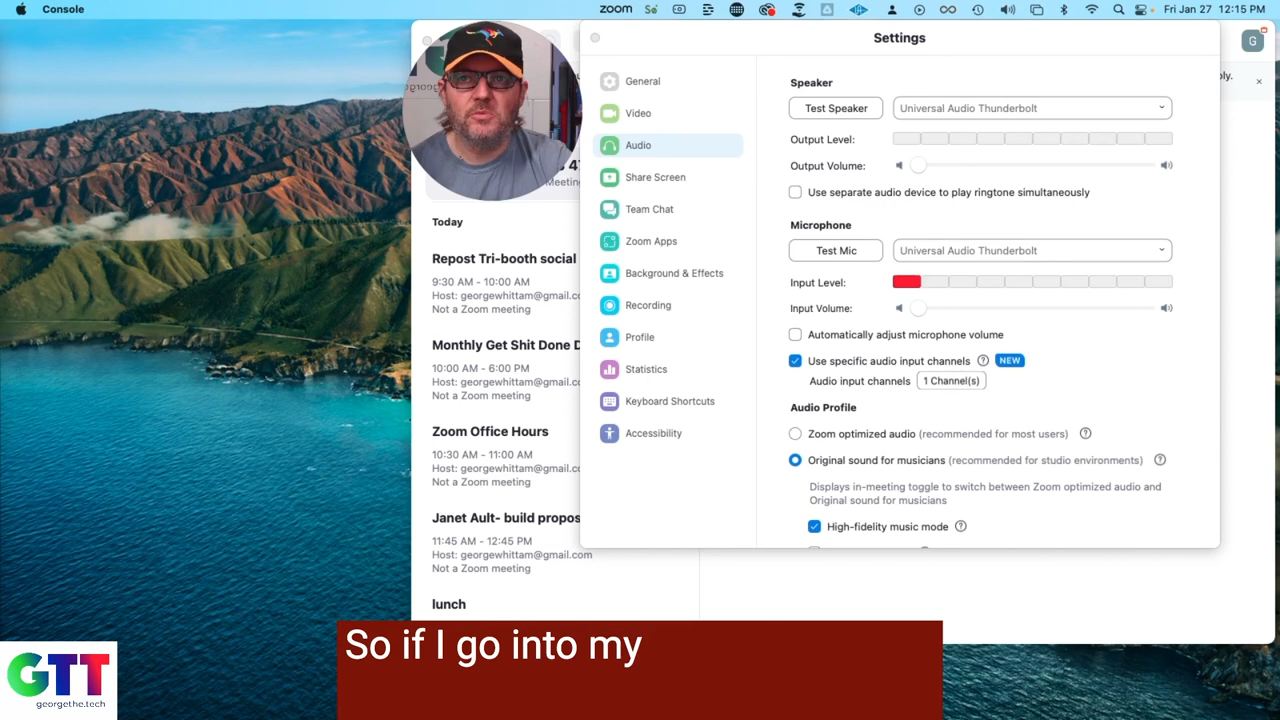 Console
zoom
Fri Jan 27 12:15 PM
Settings
G
ply.
General
Video
Audio
Share Screen
Team Chat
Zoom Apps
Background & Effects
Recording
Profile
Statistics
Keyboard Shortcuts
Accessibility
Speaker
Test Speaker
Universal Audio Thunderbolt
Output Level:
Output Volume:
Use separate audio device to play ringtone simultaneously
Microphone
Test Mic
Universal Audio Thunderbolt
Input Level:
Input Volume:
Automatically adjust microphone volume
Use specific audio input channels
NEW
Audio input channels
1 Channel(s)
Audio Profile
Zoom optimized audio (recommended for most users)
Original sound for musicians (recommended for studio environments)
Displays in-meeting toggle to switch between Zoom optimized audio and
Original sound for musicians
High-fidelity music mode
Meeting
Today
Repost Tri-booth social
9:30 AM - 10:00 AM
Host: georgewhittam@gmail.co
Not a Zoom meeting
Monthly Get Shit Done D
10:00 AM - 6:00 PM
Host: georgewhittam@gmail.co
Not a Zoom meeting
Zoom Office Hours
10:30 AM - 11:00 AM
Host: georgewhittam@gmail.co
Not a Zoom meeting
Janet Ault- build propos
11:45 AM - 12:45 PM
Host: georgewhittam@gmail.com
Not a Zoom meeting
lunch
So if I go into my
GTT
georgethe.tech